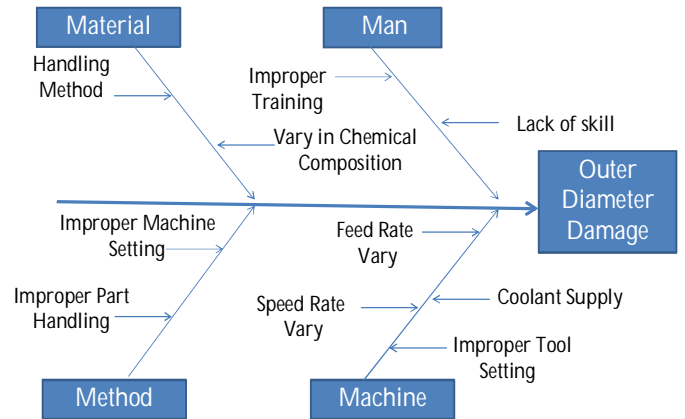 Material
Man
Handling
Method
Improper
Training
Vary in Chemical
Composition
Lack of skill
Outer
Diameter
Damage
Improper Machine
Setting
Feed Rate
Vary
Improper Part
Handling
Speed Rate
Vary
Coolant Supply
Improper Tool
Setting
Method
Machine